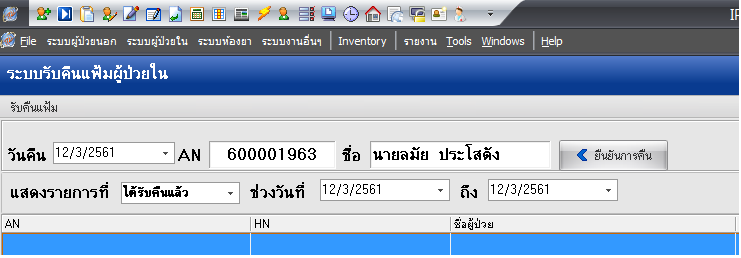 IP
File ระบบผู้ป่วยนอก ระบบผู้ป่วยใน ระบบห้องยา ระบบงานอื่นๆ Inventory รายงาน Tools Windows Help
ระบบรับคืนแฟ้มผู้ป่วยใน
รับคืนแฟ้ม
วันคืน 12/3/2561 AN 600001963 ชื่อ นายลมัย ประโสดัง ยืนยันการคืน
แสดงรายการที่ ได้รับคืนแล้ว ช่วงวันที่ 12/3/2561 ถึง 12/3/2561
AN HN ชื่อผู้ป่วย